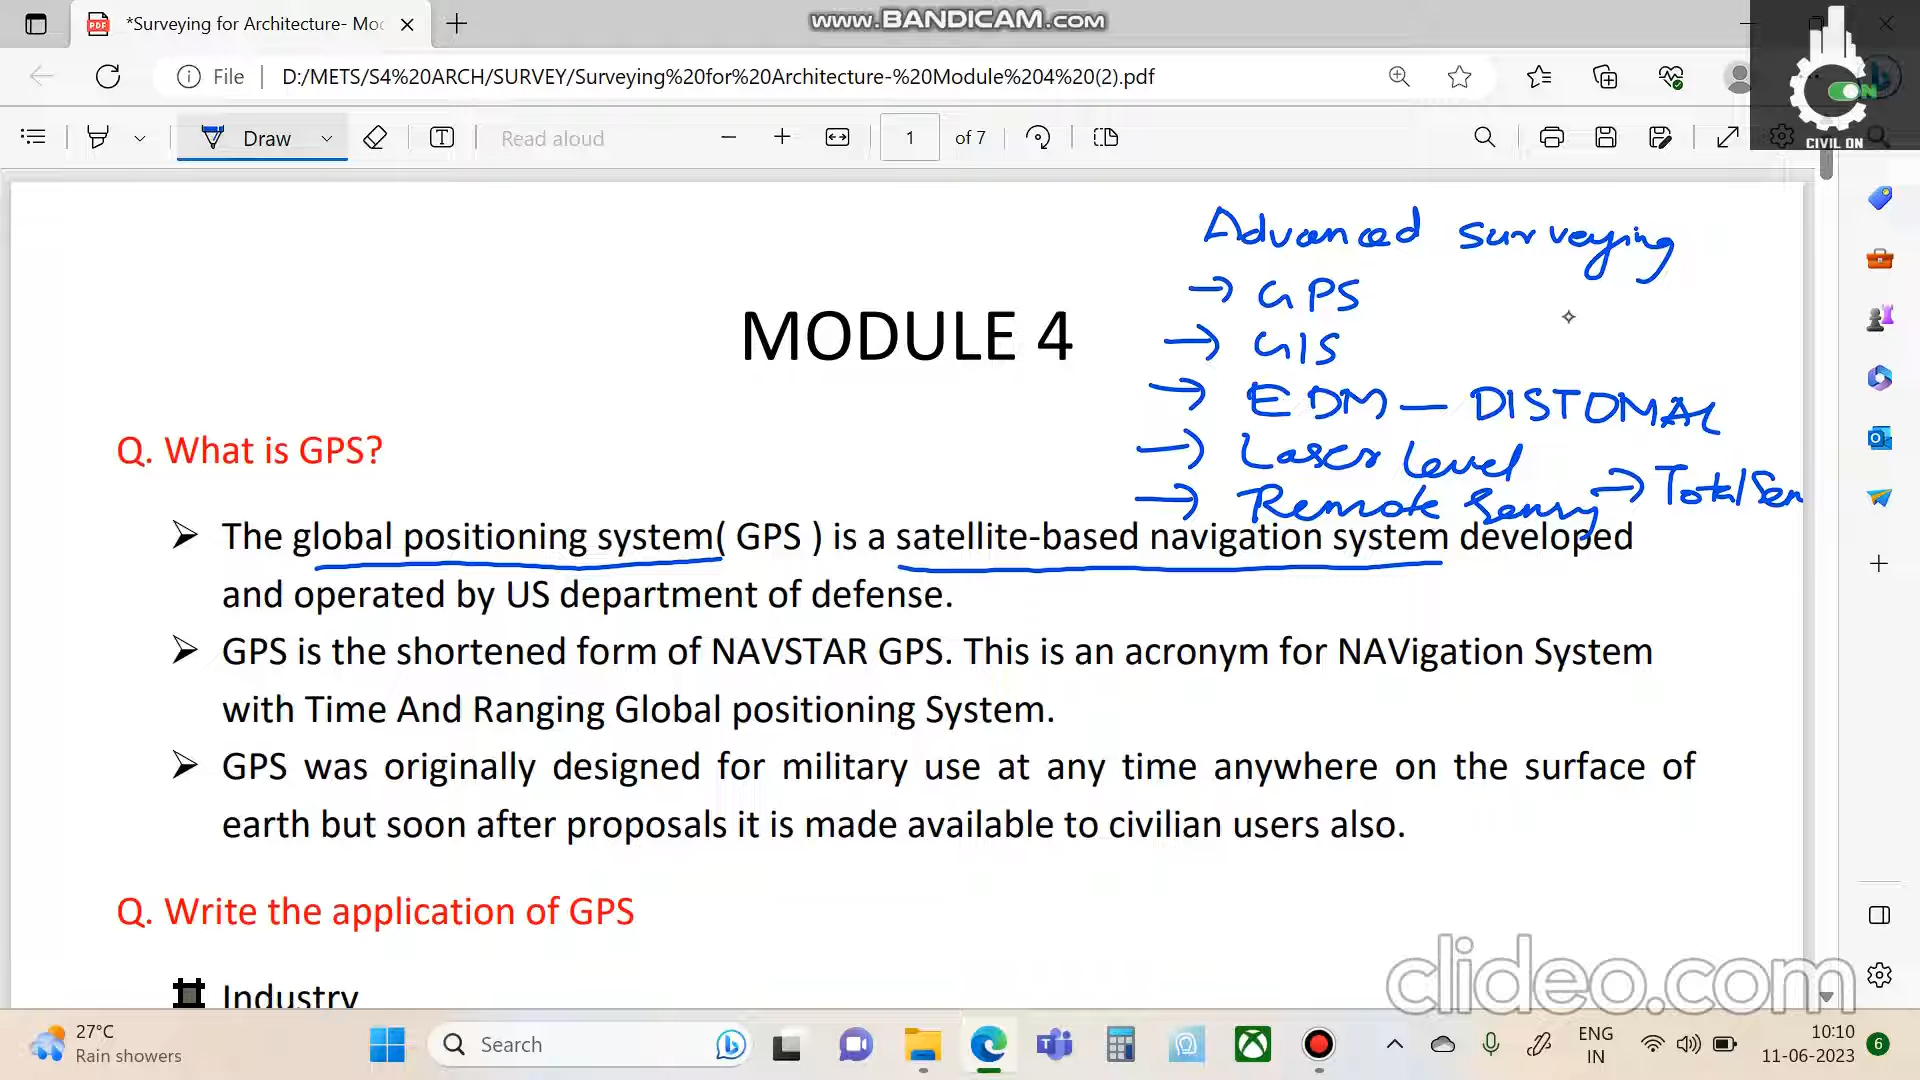 *Surveying for Architecture- Mod
www.BANDICAM.com
File
D:/METS/S4%20ARCH/SURVEY/Surveying%20for%20Architecture-%20Module%204%20(2).pdf
CIVIL ON
Draw
Read aloud
1
of 7
Advanced surveying
→ GPS
→ GIS
→ EDM — DISTOMAL
→ Laser level
→ Remote Sensing → Total Sen
MODULE 4
Q. What is GPS?
➢ The global positioning system( GPS ) is a satellite-based navigation system developed
and operated by US department of defense.
➢ GPS is the shortened form of NAVSTAR GPS. This is an acronym for NAVigation System
with Time And Ranging Global positioning System.
➢ GPS was originally designed for military use at any time anywhere on the surface of
earth but soon after proposals it is made available to civilian users also.
Q. Write the application of GPS
Industry
clideo.com
27°C
Rain showers
Search
ENG
IN
10:10
11-06-2023
6